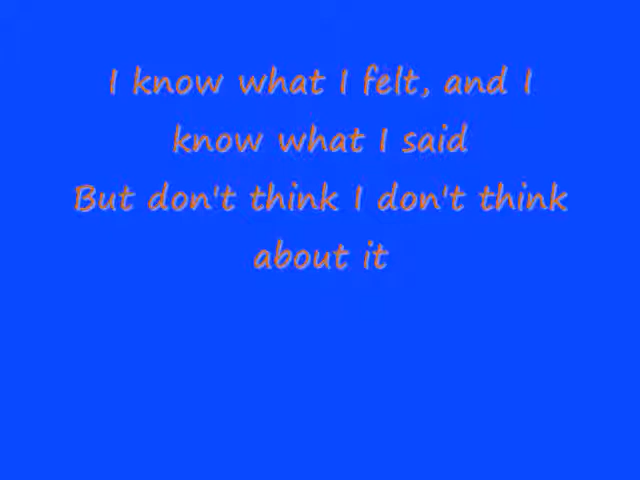 I know what I felt, and I
know what I said
But don't think I don't think
about it